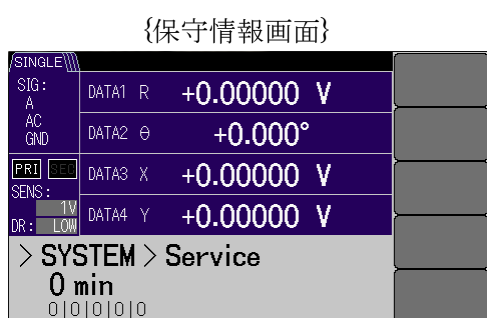 {保守情報画面}
SINGLE
SIG:
A
AC
GND
PRI SEC
SENS:
1V
DR: LOW
DATA1 R +0.00000 V
DATA2 θ +0.000°
DATA3 X +0.00000 V
DATA4 Y +0.00000 V
> SYSTEM > Service
0 min
0|0|0|0|0